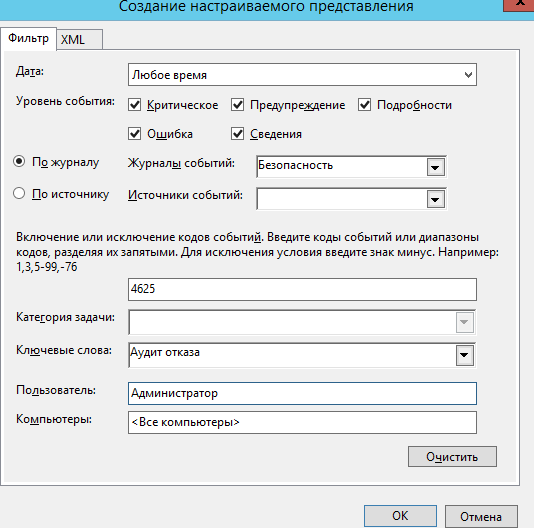 Создание настраиваемого представления
x
Фильтр XML
Дата: Любое время
Уровень события: Критическое Предупреждение Подробности
Ошибка Сведения
По журналу Журналы событий: Безопасность
По источнику Источники событий:
Включение или исключение кодов событий. Введите коды событий или диапазоны
кодов, разделяя их запятыми. Для исключения условия введите знак минус. Например:
1,3,5-99,-76
4625
Категория задачи:
Ключевые слова: Аудит отказа
Пользователь: Администратор
Компьютеры: <Все компьютеры>
Очистить
ОК Отмена